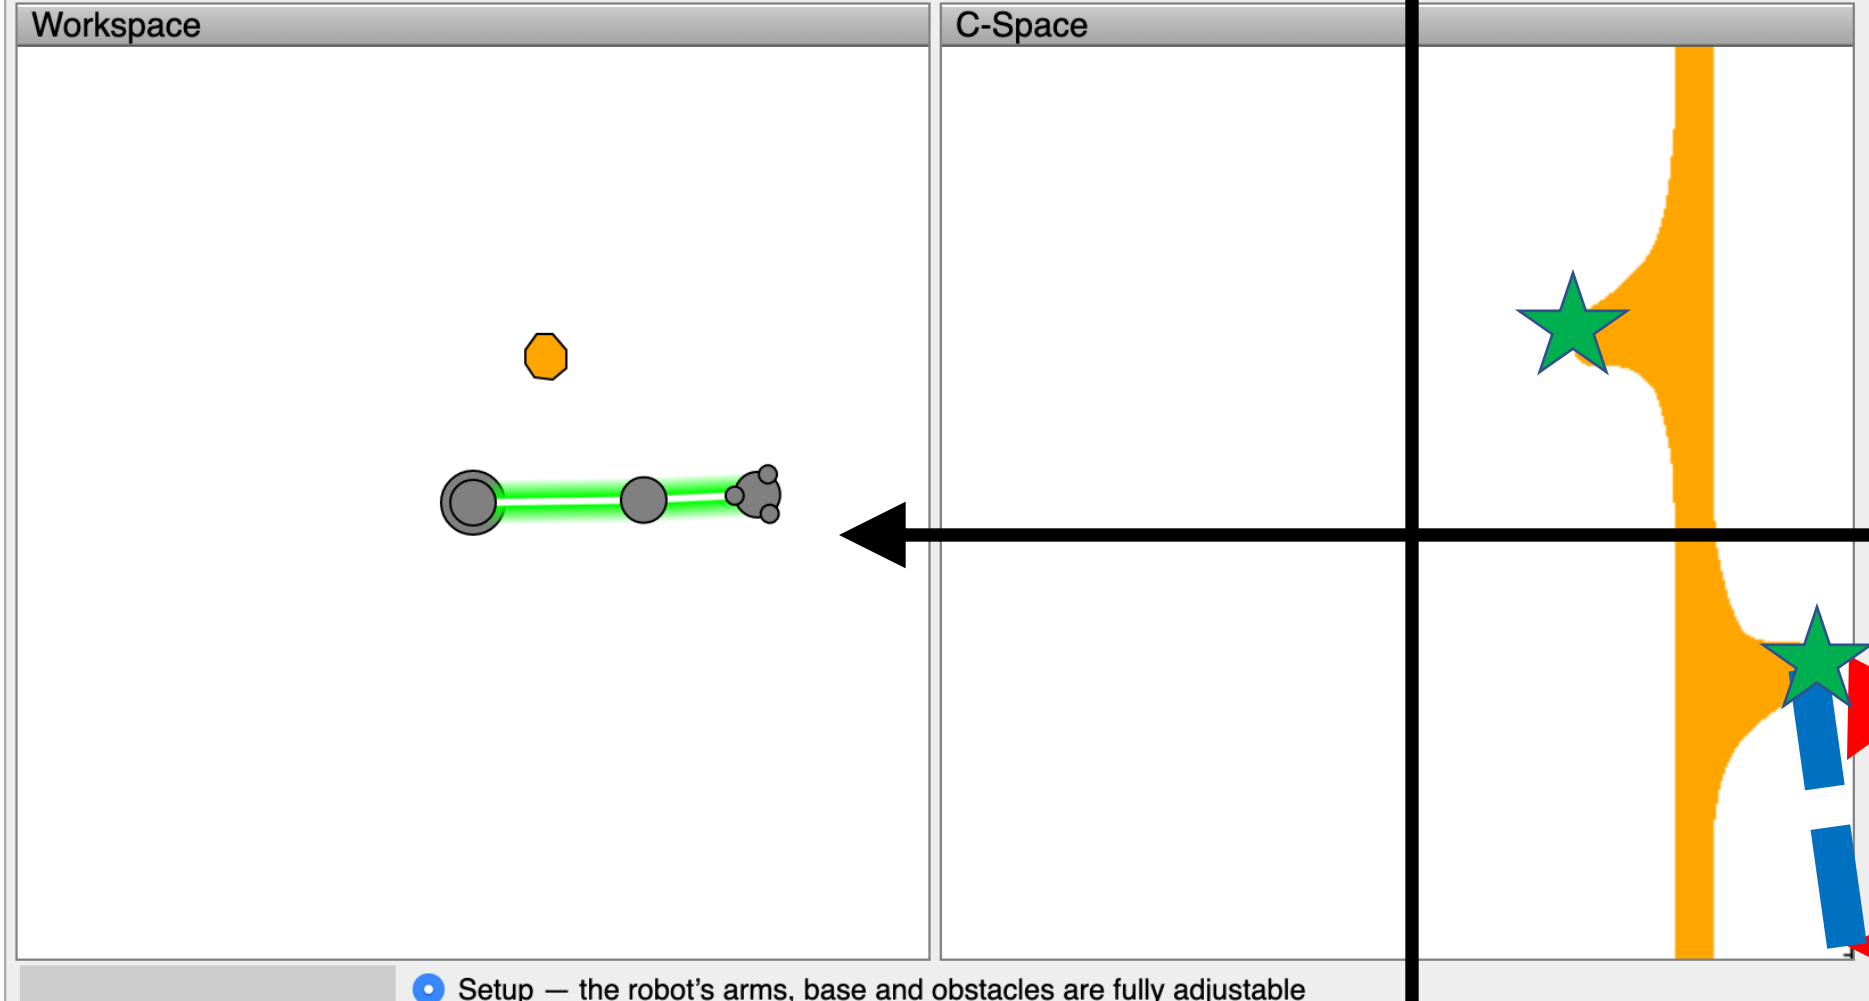 Workspace
C-Space
Setup — the robot's arms, base and obstacles are fully adjustable